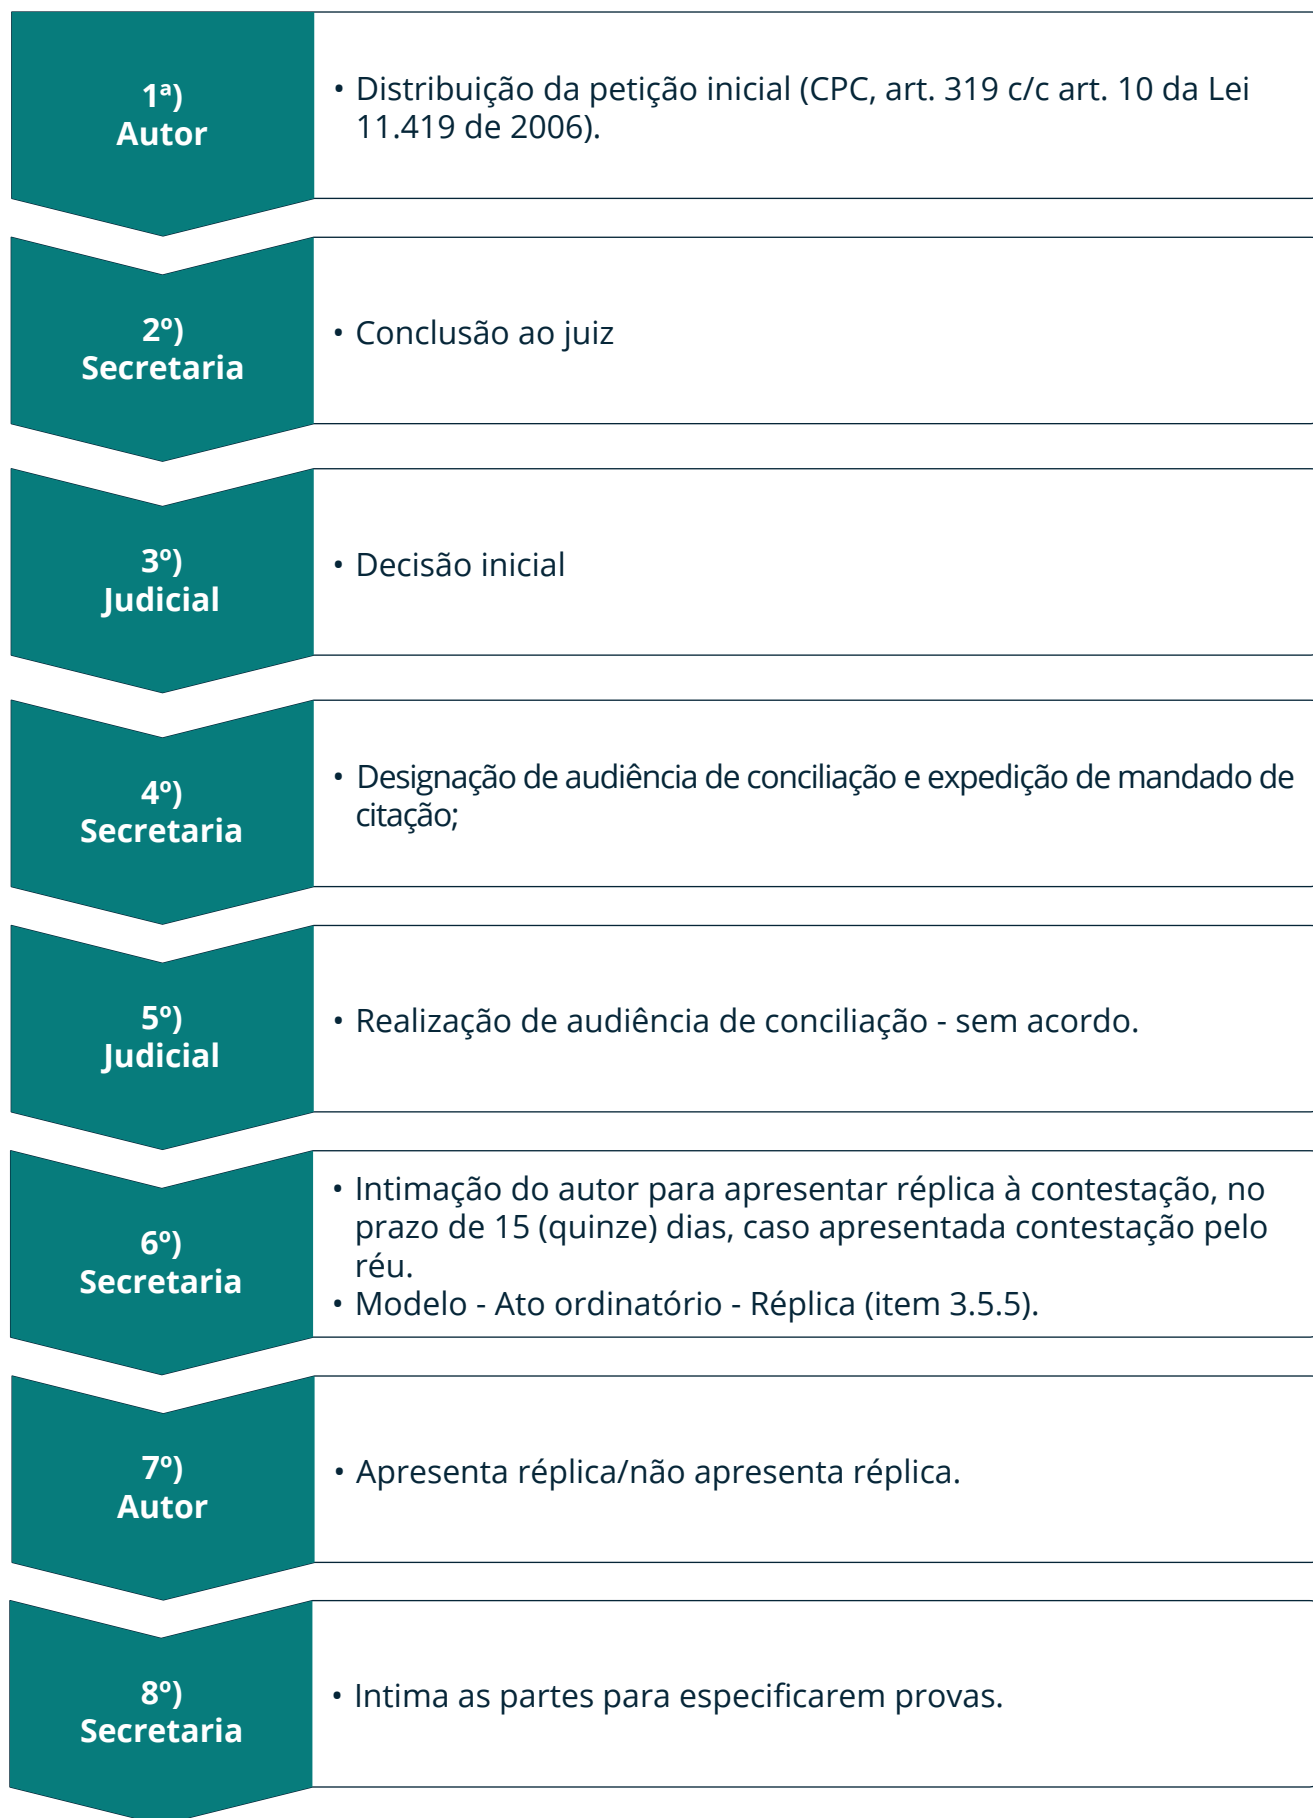 1ª)
Autor
• Distribuição da petição inicial (CPC, art. 319 c/c art. 10 da Lei
11.419 de 2006).
2º)
Secretaria
• Conclusão ao juiz
3º)
Judicial
• Decisão inicial
4º)
Secretaria
• Designação de audiência de conciliação e expedição de mandado de
citação;
5º)
Judicial
• Realização de audiência de conciliação - sem acordo.
6º)
Secretaria
• Intimação do autor para apresentar réplica à contestação, no
prazo de 15 (quinze) dias, caso apresentada contestação pelo
réu.
• Modelo - Ato ordinatório - Réplica (item 3.5.5).
7º)
Autor
• Apresenta réplica/não apresenta réplica.
8º)
Secretaria
• Intima as partes para especificarem provas.